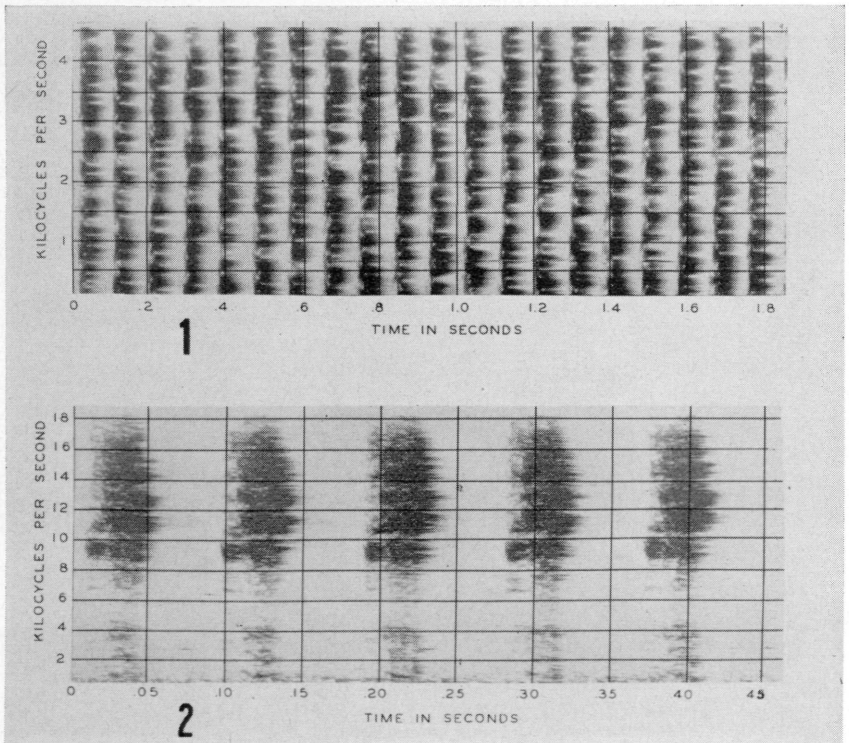 KILOCYCLES PER SECOND
4
3
2
1
0 .2 .4 .6 .8 1.0 1.2 1.4 1.6 1.8
TIME IN SECONDS
1
KILOCYCLES PER SECOND
18
16
14
12
10
8
6
4
2
0 .05 .10 .15 .20 .25 .30 .35 .40 .45
TIME IN SECONDS
2